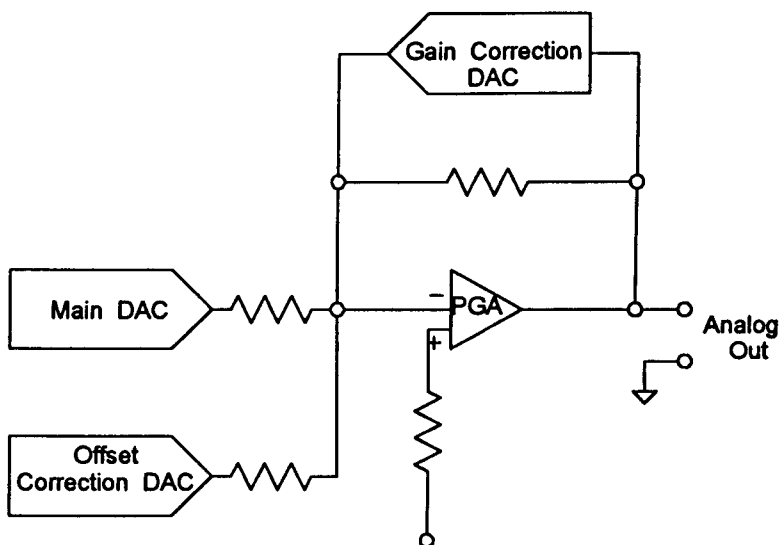 Gain Correction
DAC
Main DAC
−
PGA
+
Analog
Out
Offset
Correction DAC